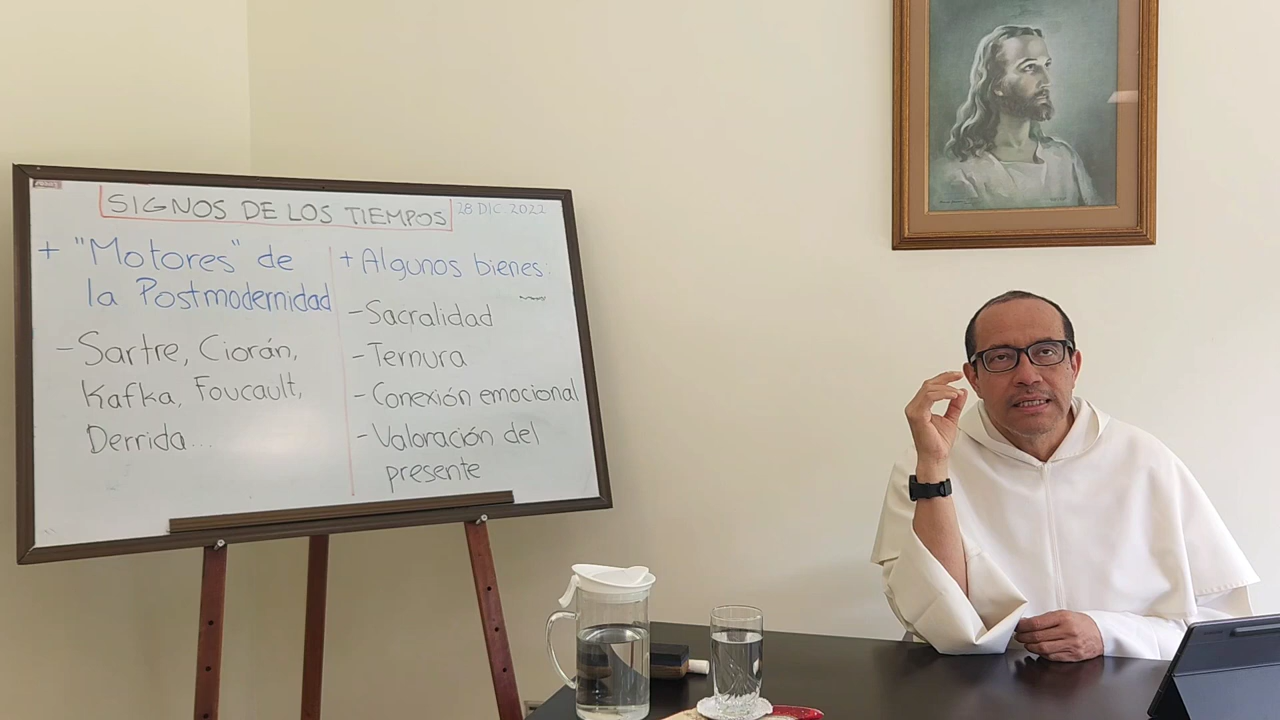 SIGNOS DE LOS TIEMPOS
28 DIC. 2022
+ "Motores" de
la Postmodernidad
- Sartre, Ciorán,
Kafka, Foucault,
Derrida...
+ Algunos bienes:
- Sacralidad
- Ternura
- Conexión emocional
- Valoración del
presente